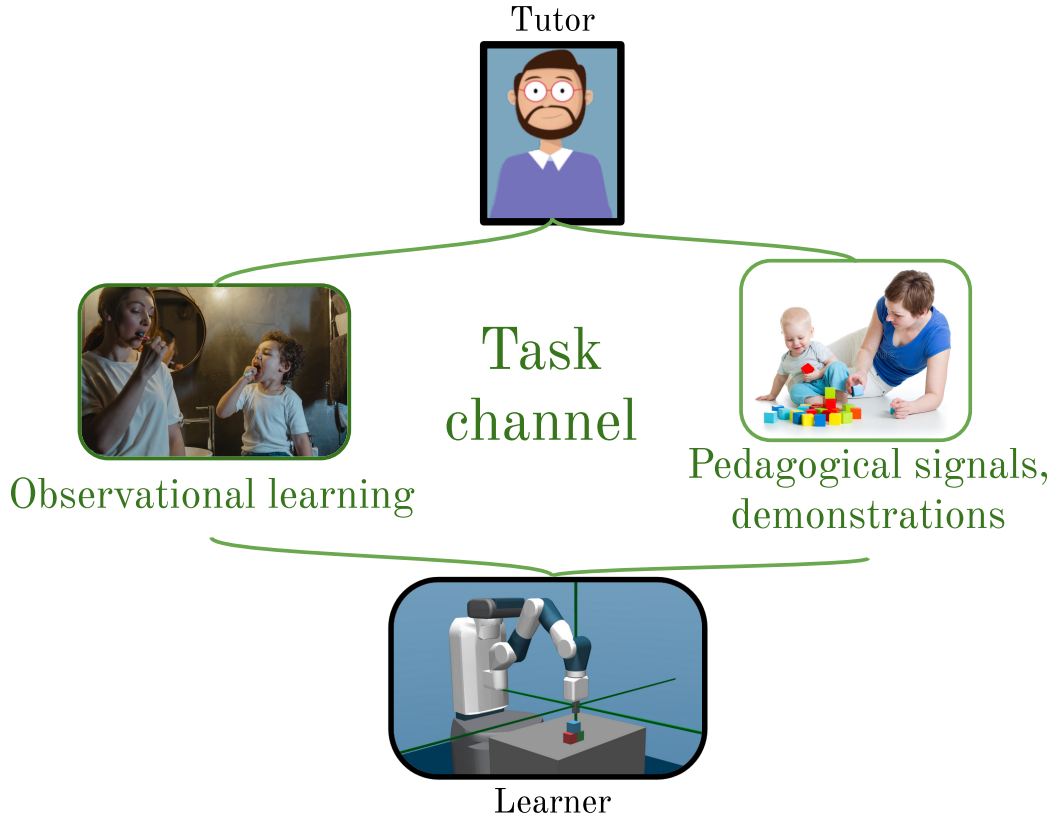 Tutor
Task
channel
Observational learning
Pedagogical signals,
demonstrations
Learner